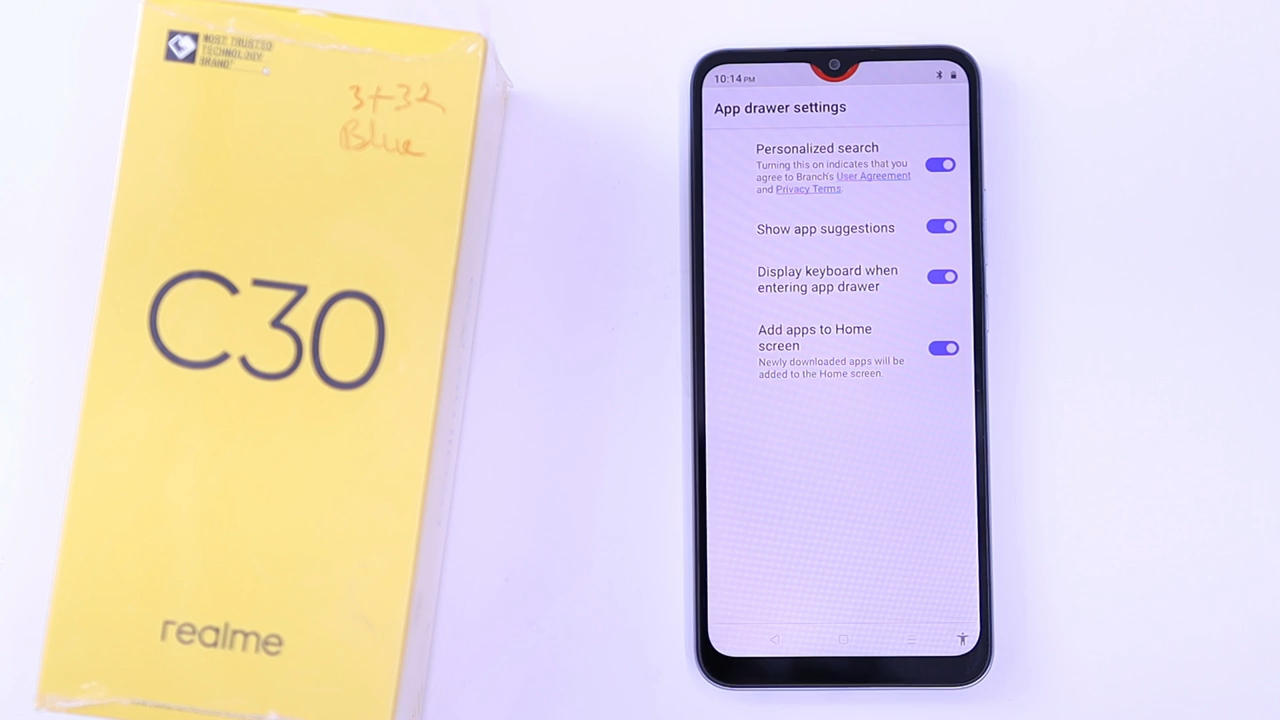 MOST TRUSTED
TECHNOLOGY
BRAND*
3+32
Blue
C30
realme
10:14 PM
App drawer settings
Personalized search
Turning this on indicates that you
agree to Branch's User Agreement
and Privacy Terms.
Show app suggestions
Display keyboard when
entering app drawer
Add apps to Home
screen
Newly downloaded apps will be
added to the Home screen.